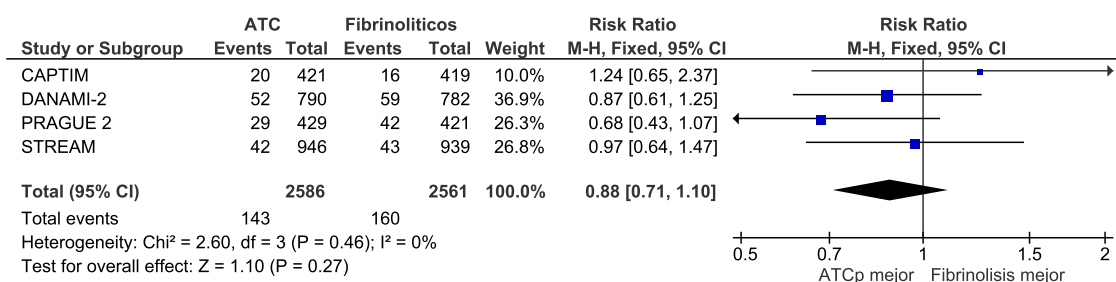 ATC Fibrinoliticos Risk Ratio Risk Ratio
Study or Subgroup Events Total Events Total Weight M-H, Fixed, 95% CI M-H, Fixed, 95% CI
CAPTIM 20 421 16 419 10.0% 1.24 [0.65, 2.37]
DANAMI-2 52 790 59 782 36.9% 0.87 [0.61, 1.25]
PRAGUE 2 29 429 42 421 26.3% 0.68 [0.43, 1.07]
STREAM 42 946 43 939 26.8% 0.97 [0.64, 1.47]
Total (95% CI) 2586 2561 100.0% 0.88 [0.71, 1.10]
Total events 143 160
Heterogeneity: Chi² = 2.60, df = 3 (P = 0.46); I² = 0%
Test for overall effect: Z = 1.10 (P = 0.27)
0.5 0.7 1 1.5 2
ATCp mejor Fibrinolisis mejor